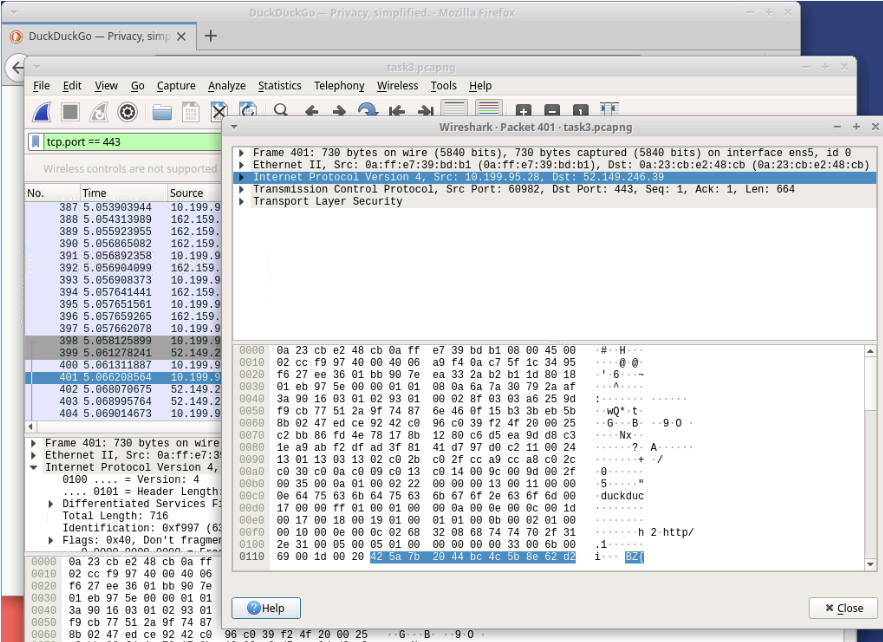 DuckDuckGo — Privacy, simplified. - Mozilla Firefox
DuckDuckGo — Privacy, simp
task3.pcapng
File Edit View Go Capture Analyze Statistics Telephony Wireless Tools Help
tcp.port == 443
Wireless controls are not supported
No. Time Source
387 5.053903944 10.199.9
388 5.054313989 162.159.
389 5.055923955 162.159.
390 5.056865082 162.159.
391 5.056892358 10.199.9
392 5.056904099 162.159.
393 5.056908373 10.199.9
394 5.057641441 162.159.
395 5.057651561 10.199.9
396 5.057659265 162.159.
397 5.057662078 10.199.9
398 5.058125899 10.199.9
399 5.061278241 52.149.2
400 5.061311887 10.199.9
401 5.066208564 10.199.9
402 5.068070675 52.149.2
403 5.068995764 52.149.2
404 5.069014673 10.199.9
Frame 401: 730 bytes on wire
Ethernet II, Src: 0a:ff:e7:3
Internet Protocol Version 4,
0100 .... = Version: 4
.... 0101 = Header Length:
Differentiated Services Fi
Total Length: 716
Identification: 0xf997 (63
Flags: 0x40, Don't fragmen
0000 0a 23 cb e2 48 cb 0a ff
0010 02 cc f9 97 40 00 40 06
0020 f6 27 ee 36 01 bb 90 7e
0030 01 eb 97 5e 00 00 01 01
0040 3a 90 16 03 01 02 93 01
0050 f9 cb 77 51 2a 9f 74 87
0060 8b 02 47 ed ce 92 42 c0 96 c0 39 f2 4f 20 00 25 ··G···B· ··9·O ·
Wireshark · Packet 401 · task3.pcapng
Frame 401: 730 bytes on wire (5840 bits), 730 bytes captured (5840 bits) on interface ens5, id 0
Ethernet II, Src: 0a:ff:e7:39:bd:b1 (0a:ff:e7:39:bd:b1), Dst: 0a:23:cb:e2:48:cb (0a:23:cb:e2:48:cb)
Internet Protocol Version 4, Src: 10.199.95.28, Dst: 52.149.246.39
Transmission Control Protocol, Src Port: 60982, Dst Port: 443, Seq: 1, Ack: 1, Len: 664
Transport Layer Security
0000 0a 23 cb e2 48 cb 0a ff e7 39 bd b1 08 00 45 00 ·#··H···
0010 02 cc f9 97 40 00 40 06 a9 f4 0a c7 5f 1c 34 95 ····@·@·
0020 f6 27 ee 36 01 bb 90 7e ea 33 2a b2 b1 1d 80 18 ·'·6···~
0030 01 eb 97 5e 00 00 01 01 08 0a 6a 7a 30 79 2a af ···^····
0040 3a 90 16 03 01 02 93 01 00 02 8f 03 03 a6 25 9d :·······
0050 f9 cb 77 51 2a 9f 74 87 6e 46 0f 15 b3 3b eb 5b ··wQ*·t·
0060 8b 02 47 ed ce 92 42 c0 96 c0 39 f2 4f 20 00 25 ··G···B· ··9·O ·
0070 c2 bb 86 fd 4e 78 17 8b 12 80 c6 d5 ea 9d d8 c3 ····Nx··
0080 1e a9 ab f2 df ad 3f 81 41 d7 97 d0 c2 11 00 24 ······?· A······
0090 13 01 13 03 13 02 c0 2b c0 2f cc a9 cc a8 c0 2c ·······+ ·/
00a0 c0 30 c0 0a c0 09 c0 13 c0 14 00 9c 00 9d 00 2f ·0······
00b0 00 35 00 0a 01 00 02 22 00 00 00 13 00 11 00 00 ·5·····"
00c0 0e 64 75 63 6b 64 75 63 6b 67 6f 2e 63 6f 6d 00 ·duckduc
00d0 17 00 00 ff 01 00 01 00 00 0a 00 0e 00 0c 00 1d
00e0 00 17 00 18 00 19 01 00 01 01 00 0b 00 02 01 00
00f0 00 10 00 0e 00 0c 02 68 32 08 68 74 74 70 2f 31 ·······h 2·http/
0100 2e 31 00 05 00 05 01 00 00 00 00 00 33 00 6b 00 .1······
0110 69 00 1d 00 20 42 5a 7b 20 44 bc 4c 5b 8e 62 d2 i··· BZ{
Help
Close